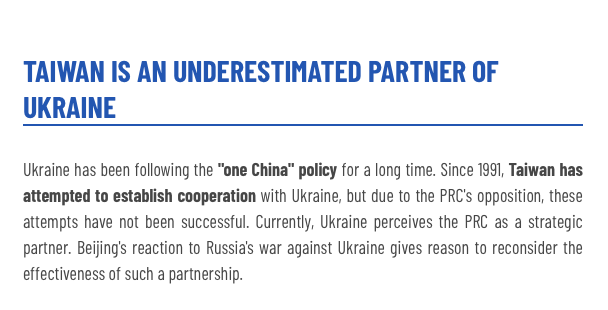 TAIWAN IS AN UNDERESTIMATED PARTNER OF
UKRAINE
Ukraine has been following the "one China" policy for a long time. Since 1991, Taiwan has
attempted to establish cooperation with Ukraine, but due to the PRC's opposition, these
attempts have not been successful. Currently, Ukraine perceives the PRC as a strategic
partner. Beijing's reaction to Russia's war against Ukraine gives reason to reconsider the
effectiveness of such a partnership.